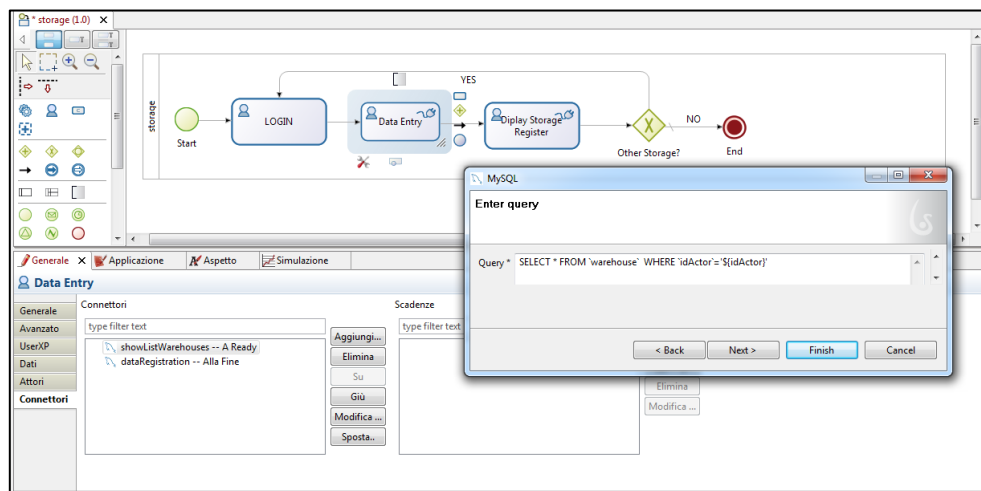 * storage (1.0)
storage
Start
LOGIN
Data Entry
YES
Diplay Storage
Register
Other Storage?
NO
End
MySQL
Enter query
Query * SELECT * FROM `warehouse` WHERE `idActor`='${idActor}'
< Back Next > Finish Cancel
Generale Applicazione Aspetto Simulazione
Data Entry
Generale
Avanzato
UserXP
Dati
Attori
Connettori
Connettori
type filter text
showListWarehouses -- A Ready
dataRegistration -- Alla Fine
Aggiungi...
Elimina
Su
Giù
Modifica ...
Sposta..
Scadenze
type filter text
Elimina
Modifica ...